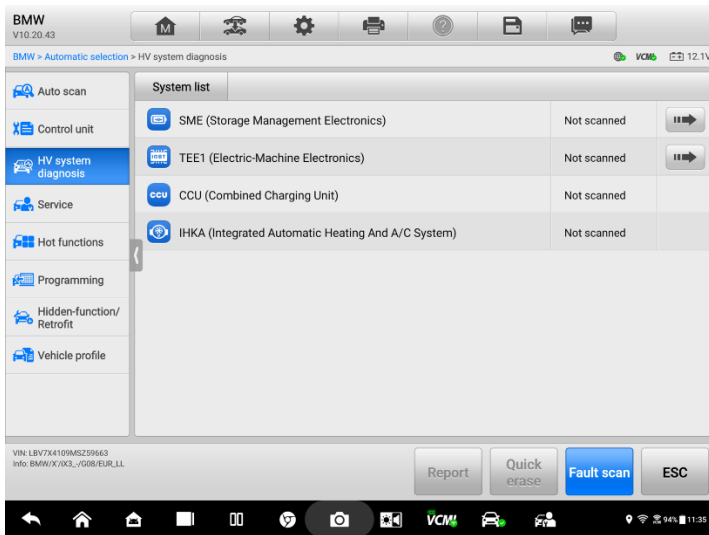 BMW
V10.20.43
M
?
BMW > Automatic selection > HV system diagnosis
VCMI
12.1V
Auto scan
Control unit
HV system
diagnosis
Service
Hot functions
Programming
Hidden-function/
Retrofit
Vehicle profile
System list
SME (Storage Management Electronics)
Not scanned
IGBT
TEE1 (Electric-Machine Electronics)
Not scanned
CCU
CCU (Combined Charging Unit)
Not scanned
IHKA (Integrated Automatic Heating And A/C System)
Not scanned
VIN: LBV7X4109MSZ59663
Info: BMW/X'/iX3_-/G08/EUR_LL
Report
Quick
erase
Fault scan
ESC
VCMI
94%
11:35